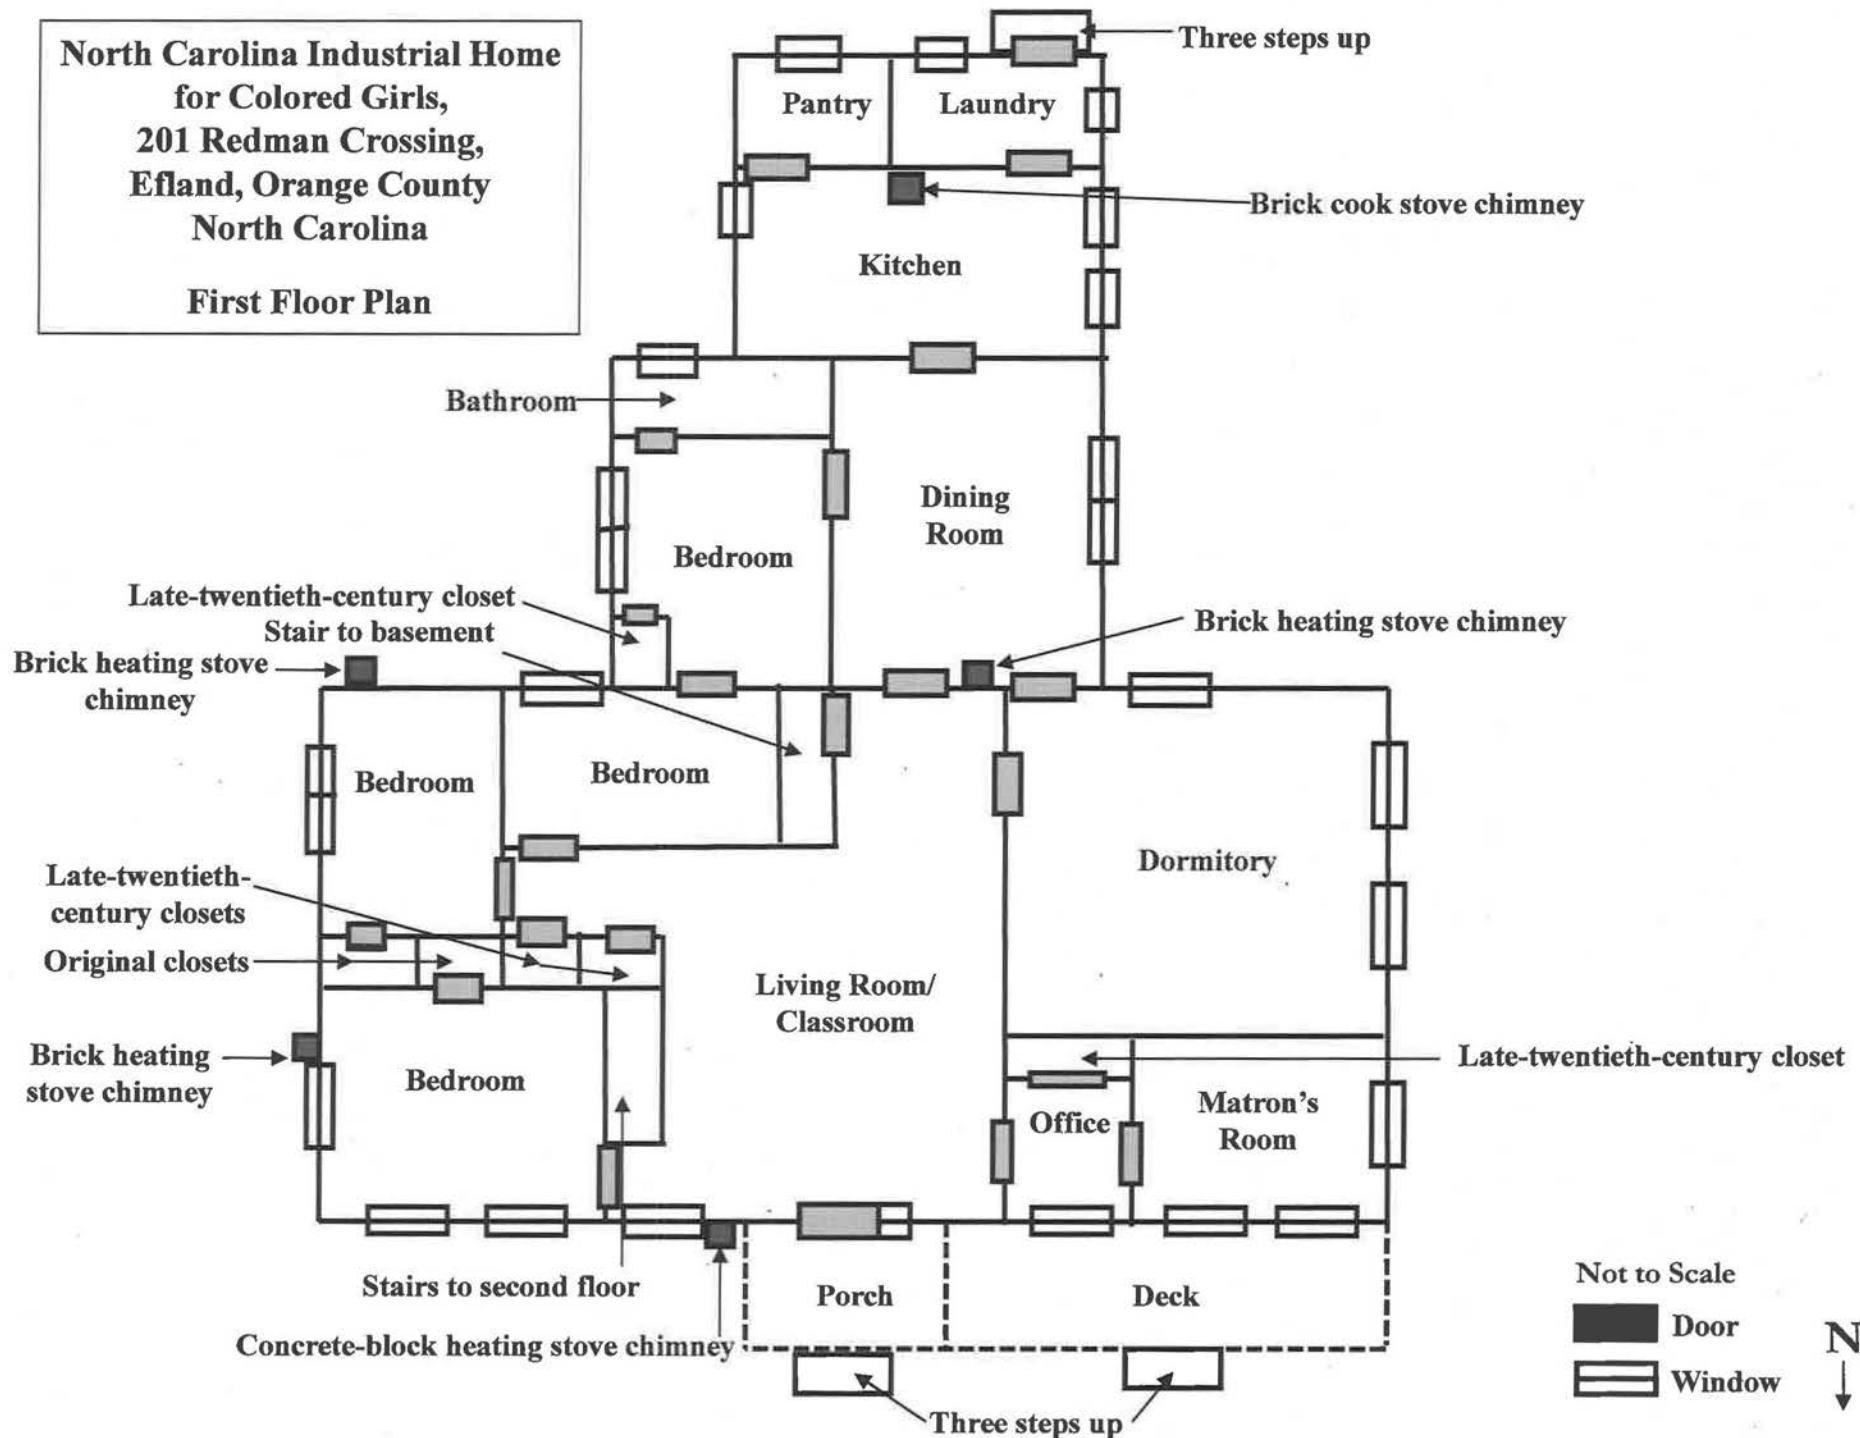 North Carolina Industrial Home
for Colored Girls,
201 Redman Crossing,
Efland, Orange County
North Carolina
First Floor Plan
Three steps up
Pantry
Laundry
Brick cook stove chimney
Kitchen
Bathroom
Dining
Room
Bedroom
Late-twentieth-century closet
Stair to basement
Brick heating stove
chimney
Brick heating stove chimney
Bedroom
Bedroom
Dormitory
Late-twentieth-
century closets
Original closets
Living Room/
Classroom
Brick heating
stove chimney
Bedroom
Late-twentieth-century closet
Office
Matron's
Room
Stairs to second floor
Porch
Deck
Concrete-block heating stove chimney
Three steps up
Not to Scale
Door
Window
N